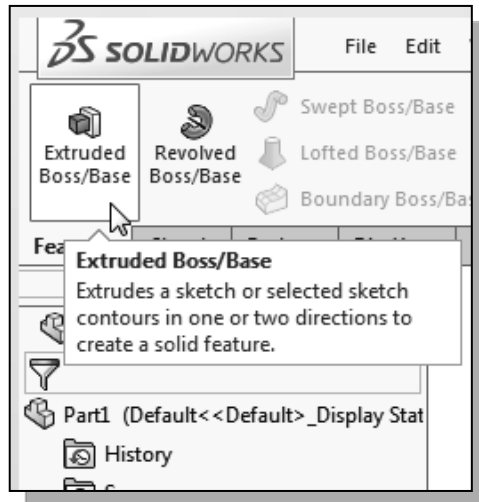 SOLIDWORKS File Edit
Extruded Boss/Base
Revolved Boss/Base
Swept Boss/Base
Lofted Boss/Base
Boundary Boss/Ba
Fea
Extruded Boss/Base
Extrudes a sketch or selected sketch
contours in one or two directions to
create a solid feature.
Part1 (Default<<Default>_Display Stat
History